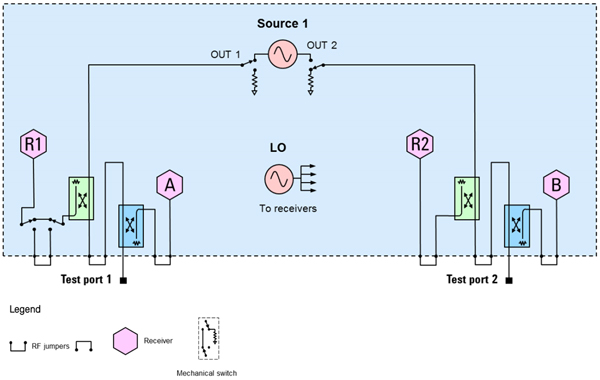 Source 1
OUT 1
OUT 2
R1
A
LO
To receivers
R2
B
Test port 1
Test port 2
Legend
RF jumpers
Receiver
Mechanical switch